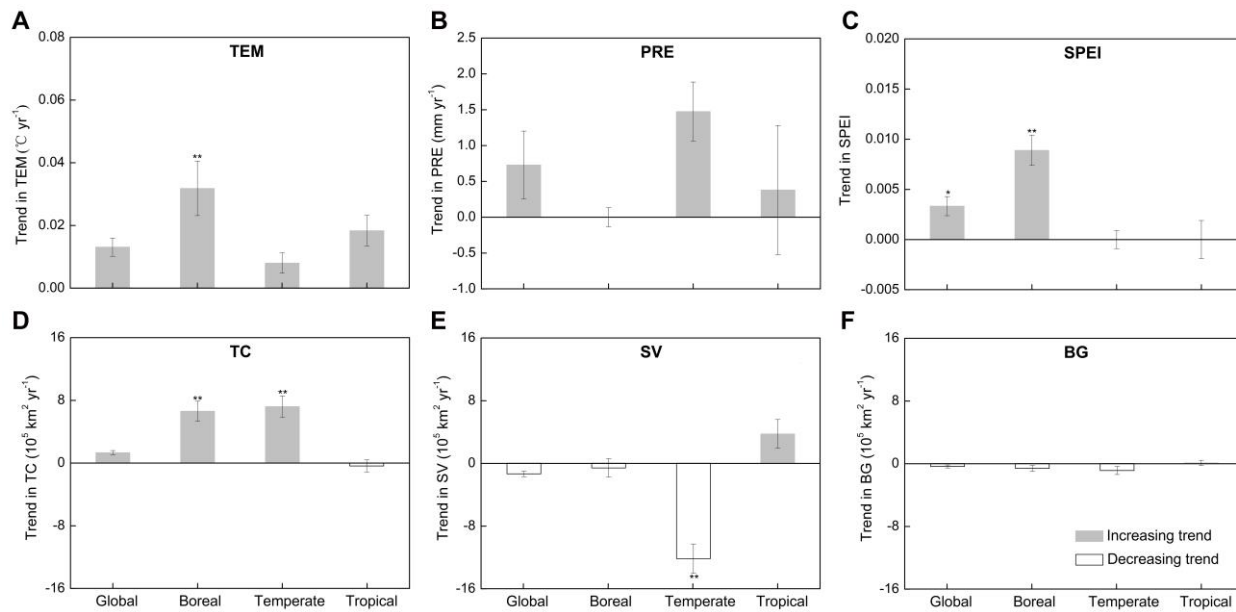 A
TEM
Trend in TEM (℃ yr⁻¹)
0.08
0.06
0.04
0.02
0.00
**
B
PRE
Trend in PRE (mm yr⁻¹)
2.5
2.0
1.5
1.0
0.5
0.0
-0.5
-1.0
C
SPEI
Trend in SPEI
0.020
0.015
0.010
0.005
0.000
-0.005
*
**
D
TC
Trend in TC (10⁵ km² yr⁻¹)
16
8
0
-8
-16
**
**
Global Boreal Temperate Tropical
E
SV
Trend in SV (10⁵ km² yr⁻¹)
16
8
0
-8
-16
**
Global Boreal Temperate Tropical
F
BG
Trend in BG (10⁵ km² yr⁻¹)
16
8
0
-8
-16
Increasing trend
Decreasing trend
Global Boreal Temperate Tropical